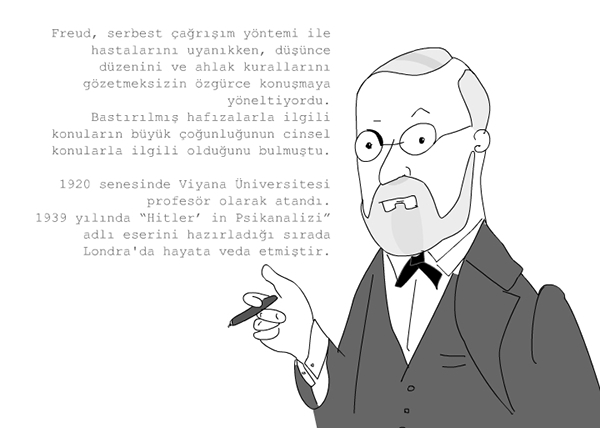 Freud, serbest çağrışım yöntemi ile
hastalarını uyanıkken, düşünce
düzenini ve ahlak kurallarını
gözetmeksizin özgürce konuşmaya
yöneltiyordu.
Bastırılmış hafızalarla ilgili
konuların büyük çoğunluğunun cinsel
konularla ilgili olduğunu bulmuştu.
1920 senesinde Viyana Üniversitesi
profesör olarak atandı.
1939 yılında “Hitler’ in Psikanalizi”
adlı eserini hazırladığı sırada
Londra'da hayata veda etmiştir.